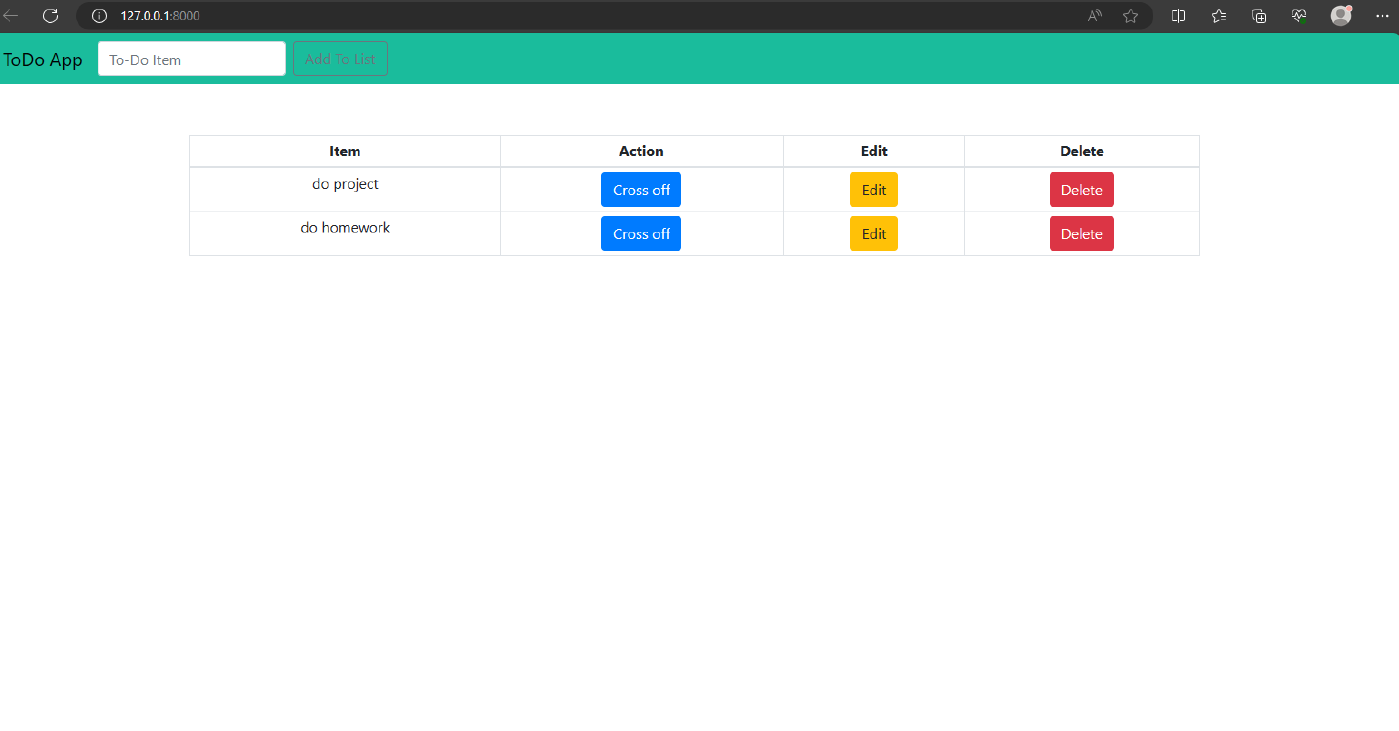 127.0.0.1:8000
ToDo App To-Do Item Add To List
Item Action Edit Delete
do project Cross off Edit Delete
do homework Cross off Edit Delete